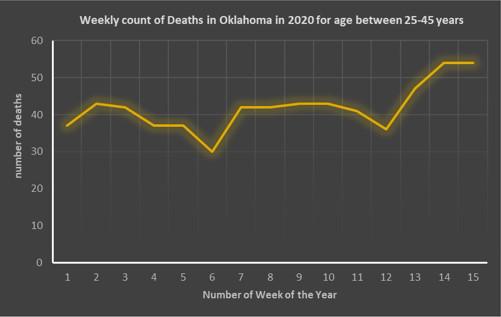 Weekly count of Deaths in Oklahoma in 2020 for age between 25-45 years
60
50
40
30
20
10
0
number of deaths
1 2 3 4 5 6 7 8 9 10 11 12 13 14 15
Number of Week of the Year